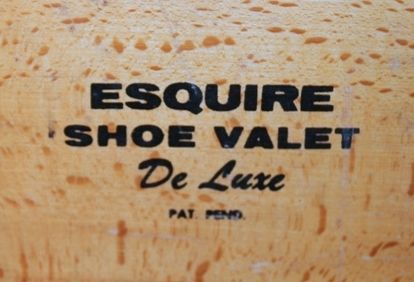 ESQUIRE
SHOE VALET
De Luxe
PAT. PEND.